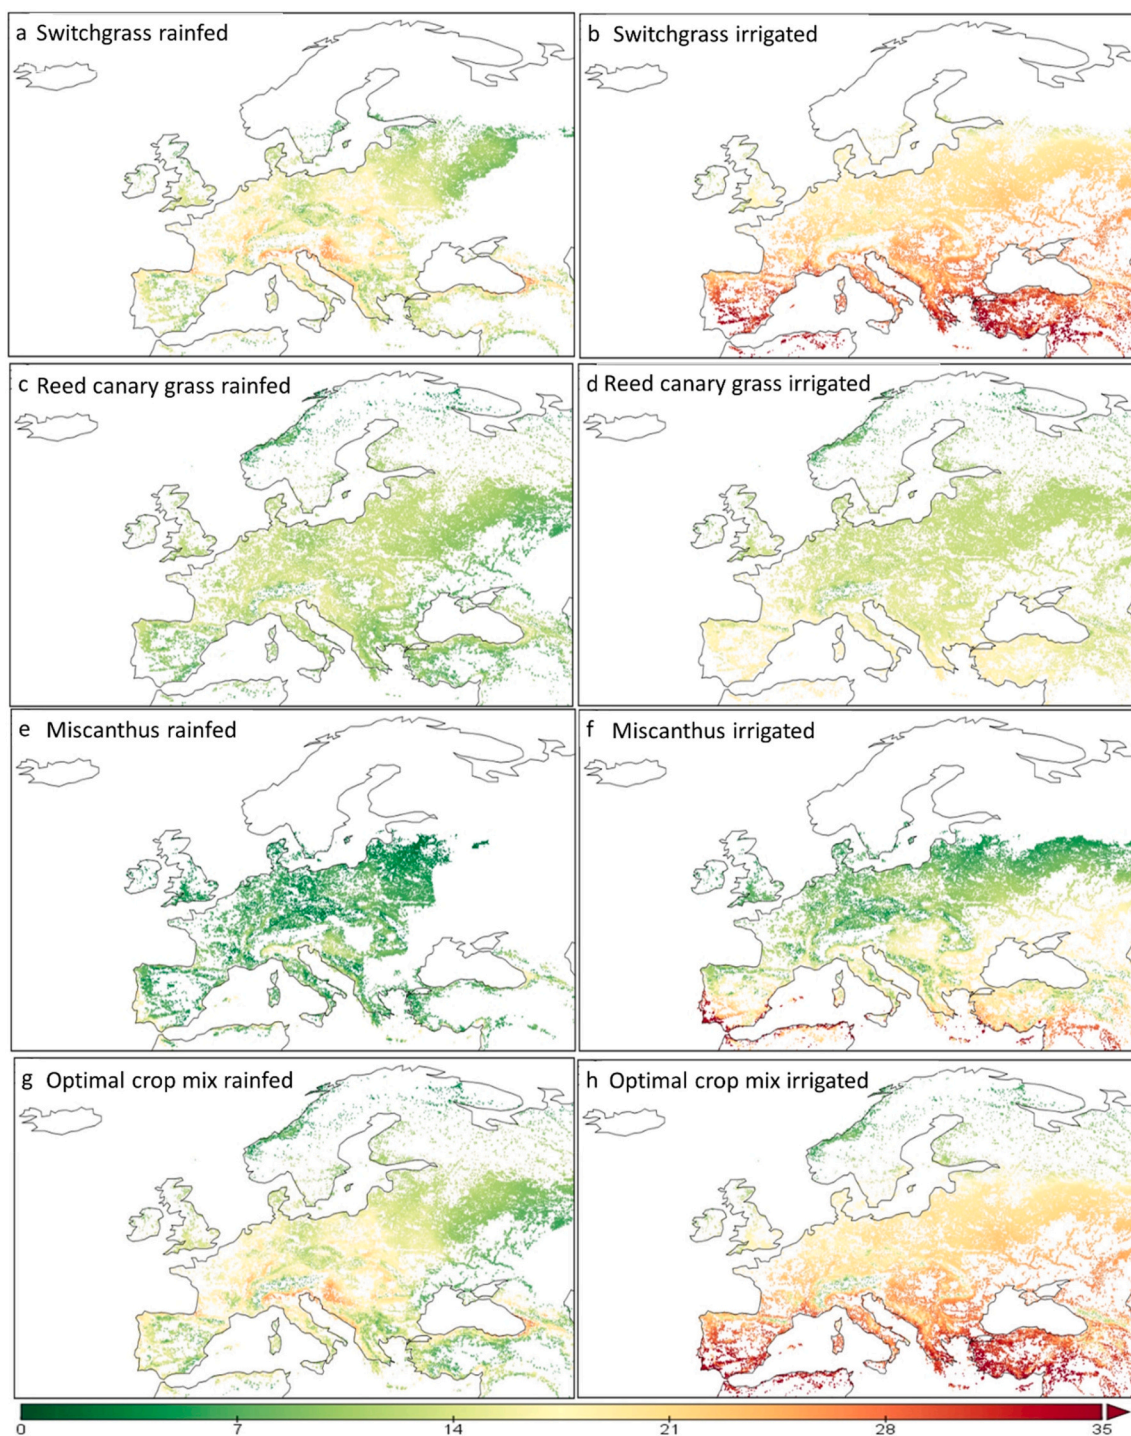 a Switchgrass rainfed
b Switchgrass irrigated
c Reed canary grass rainfed
d Reed canary grass irrigated
e Miscanthus rainfed
f Miscanthus irrigated
g Optimal crop mix rainfed
h Optimal crop mix irrigated
0 7 14 21 28 35